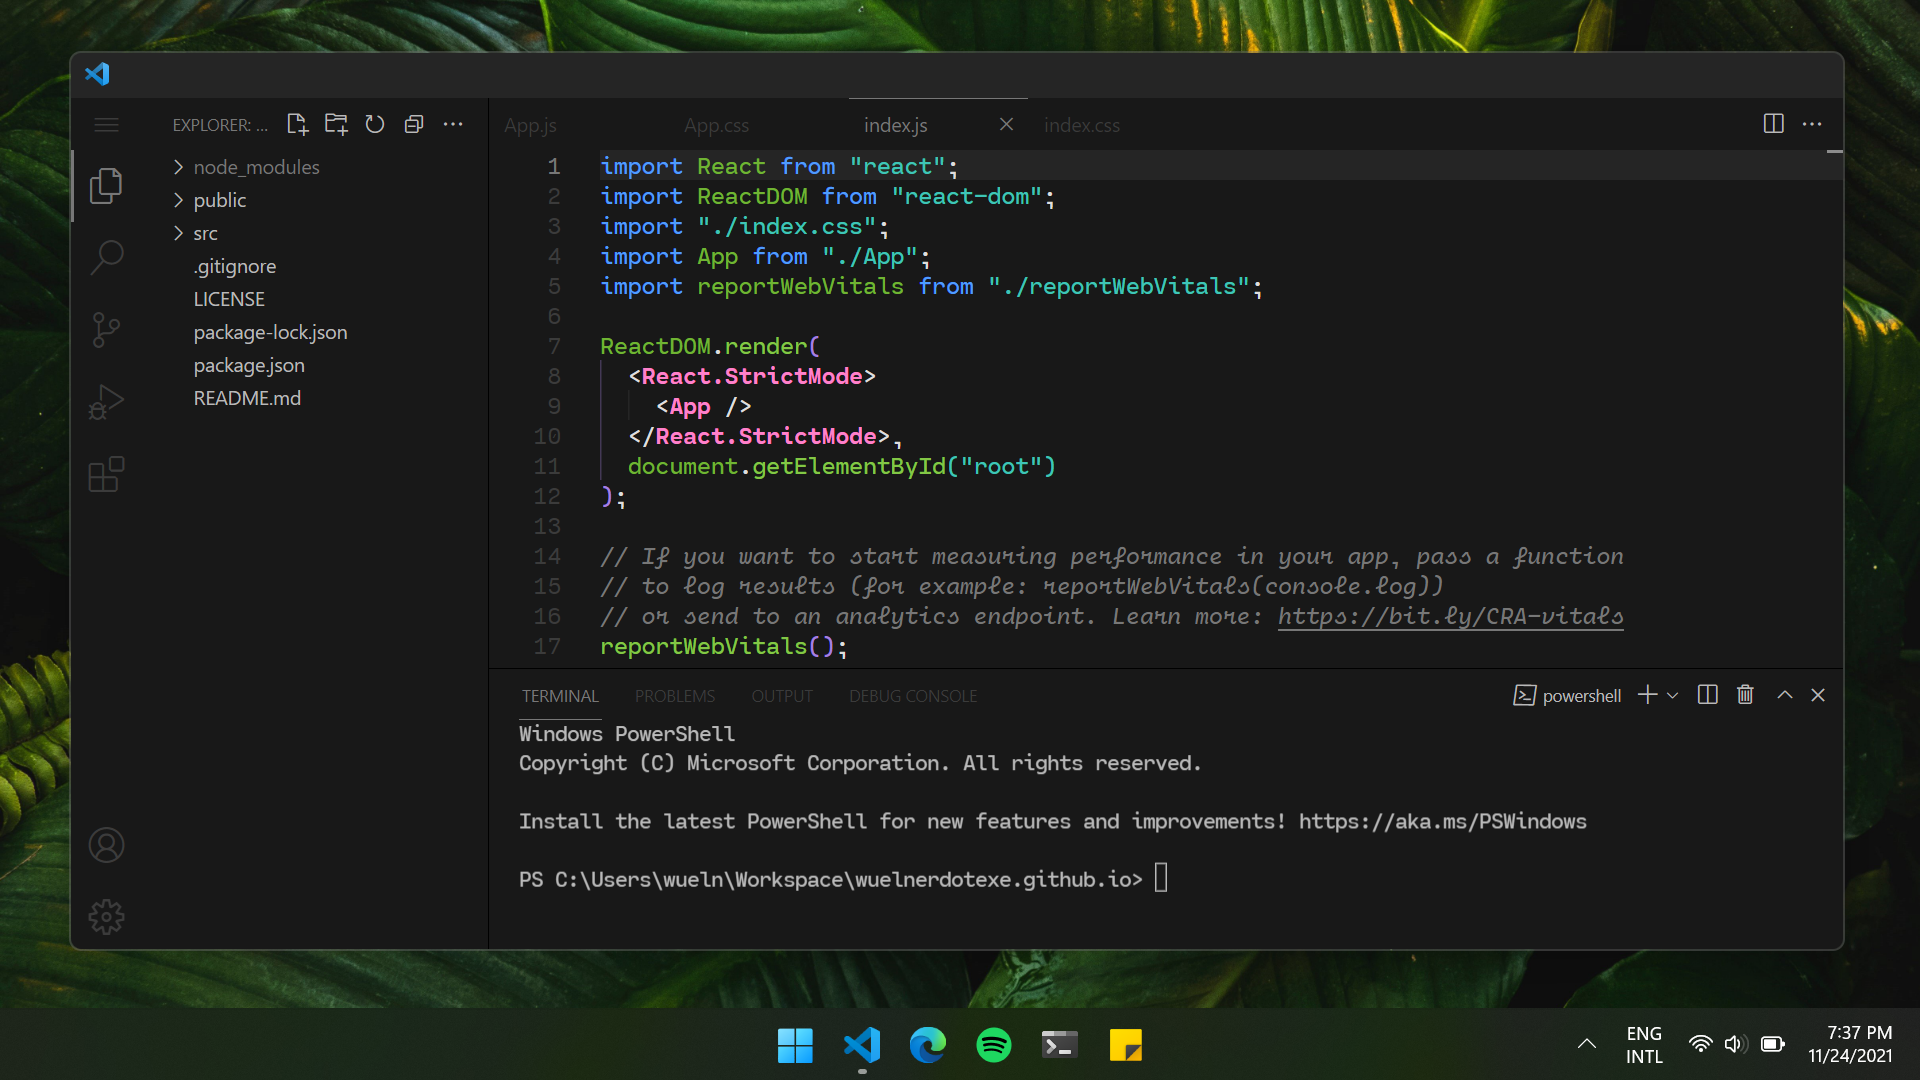 EXPLORER: ...
node_modules
public
src
.gitignore
LICENSE
package-lock.json
package.json
README.md
App.js App.css index.js index.css
1 import React from "react";
2 import ReactDOM from "react-dom";
3 import "./index.css";
4 import App from "./App";
5 import reportWebVitals from "./reportWebVitals";
6
7 ReactDOM.render(
8 <React.StrictMode>
9 <App />
10 </React.StrictMode>,
11 document.getElementById("root")
12 );
13
14 // If you want to start measuring performance in your app, pass a function
15 // to log results (for example: reportWebVitals(console.log))
16 // or send to an analytics endpoint. Learn more: https://bit.ly/CRA-vitals
17 reportWebVitals();
TERMINAL PROBLEMS OUTPUT DEBUG CONSOLE powershell
Windows PowerShell
Copyright (C) Microsoft Corporation. All rights reserved.
Install the latest PowerShell for new features and improvements! https://aka.ms/PSWindows
PS C:\Users\wueln\Workspace\wuelnerdotexe.github.io>
ENG
INTL
7:37 PM
11/24/2021